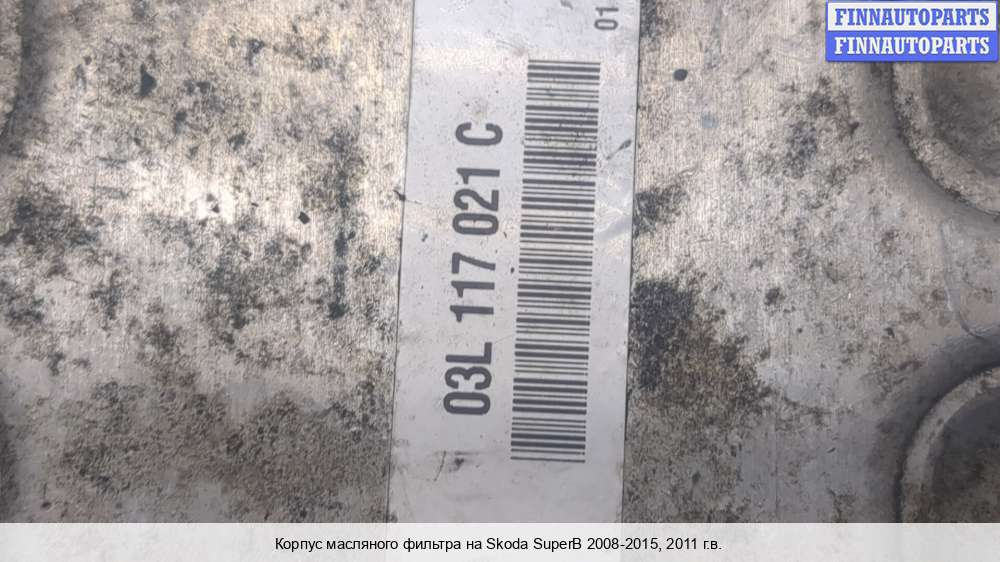 FINNAUTOPARTS
FINNAUTOPARTS
01
03L 117 021 C
Корпус масляного фильтра на Skoda SuperB 2008-2015, 2011 г.в.